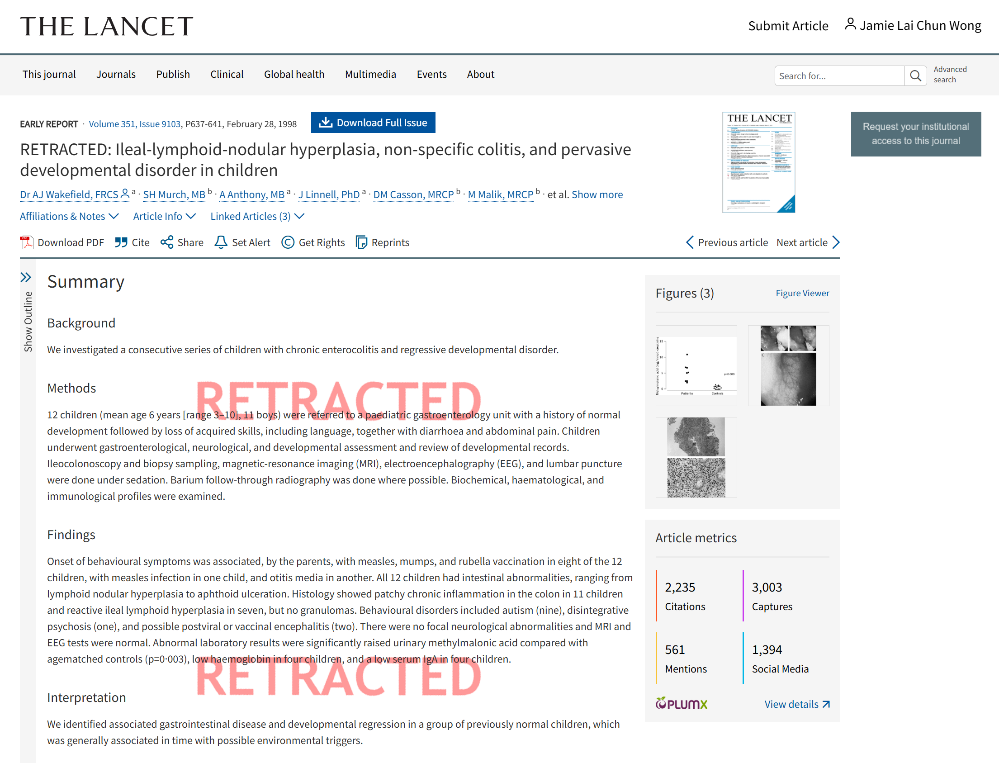 THE LANCET
Submit Article
Jamie Lai Chun Wong
This journal
Journals
Publish
Clinical
Global health
Multimedia
Events
About
Search for...
Advanced
search
EARLY REPORT · Volume 351, Issue 9103, P637-641, February 28, 1998
Download Full Issue
THE LANCET
Request your institutional
access to this journal
RETRACTED: Ileal-lymphoid-nodular hyperplasia, non-specific colitis, and pervasive
developmental disorder in children
Dr AJ Wakefield, FRCS a · SH Murch, MB b · A Anthony, MB a · J Linnell, PhD a · DM Casson, MRCP b · M Malik, MRCP b · et al. Show more
Affiliations & Notes
Article Info
Linked Articles (3)
Download PDF
Cite
Share
Set Alert
Get Rights
Reprints
Previous article
Next article
Show Outline
Summary
Background
We investigated a consecutive series of children with chronic enterocolitis and regressive developmental disorder.
Methods
RETRACTED
12 children (mean age 6 years [range 3–10], 11 boys) were referred to a paediatric gastroenterology unit with a history of normal
development followed by loss of acquired skills, including language, together with diarrhoea and abdominal pain. Children
underwent gastroenterological, neurological, and developmental assessment and review of developmental records.
Ileocolonoscopy and biopsy sampling, magnetic-resonance imaging (MRI), electroencephalography (EEG), and lumbar puncture
were done under sedation. Barium follow-through radiography was done where possible. Biochemical, haematological, and
immunological profiles were examined.
Findings
Onset of behavioural symptoms was associated, by the parents, with measles, mumps, and rubella vaccination in eight of the 12
children, with measles infection in one child, and otitis media in another. All 12 children had intestinal abnormalities, ranging from
lymphoid nodular hyperplasia to aphthoid ulceration. Histology showed patchy chronic inflammation in the colon in 11 children
and reactive ileal lymphoid hyperplasia in seven, but no granulomas. Behavioural disorders included autism (nine), disintegrative
psychosis (one), and possible postviral or vaccinal encephalitis (two). There were no focal neurological abnormalities and MRI and
EEG tests were normal. Abnormal laboratory results were significantly raised urinary methylmalonic acid compared with
agematched controls (p=0·003), low haemoglobin in four children, and a low serum IgA in four children.
RETRACTED
Interpretation
We identified associated gastrointestinal disease and developmental regression in a group of previously normal children, which
was generally associated in time with possible environmental triggers.
Figures (3)
Figure Viewer
Methylmalonic acid (mg/mmol) creatinine
15
10
5
0
p=0·003
Patients
Controls
C
A
Article metrics
2,235
Citations
3,003
Captures
561
Mentions
1,394
Social Media
PLUMX
View details